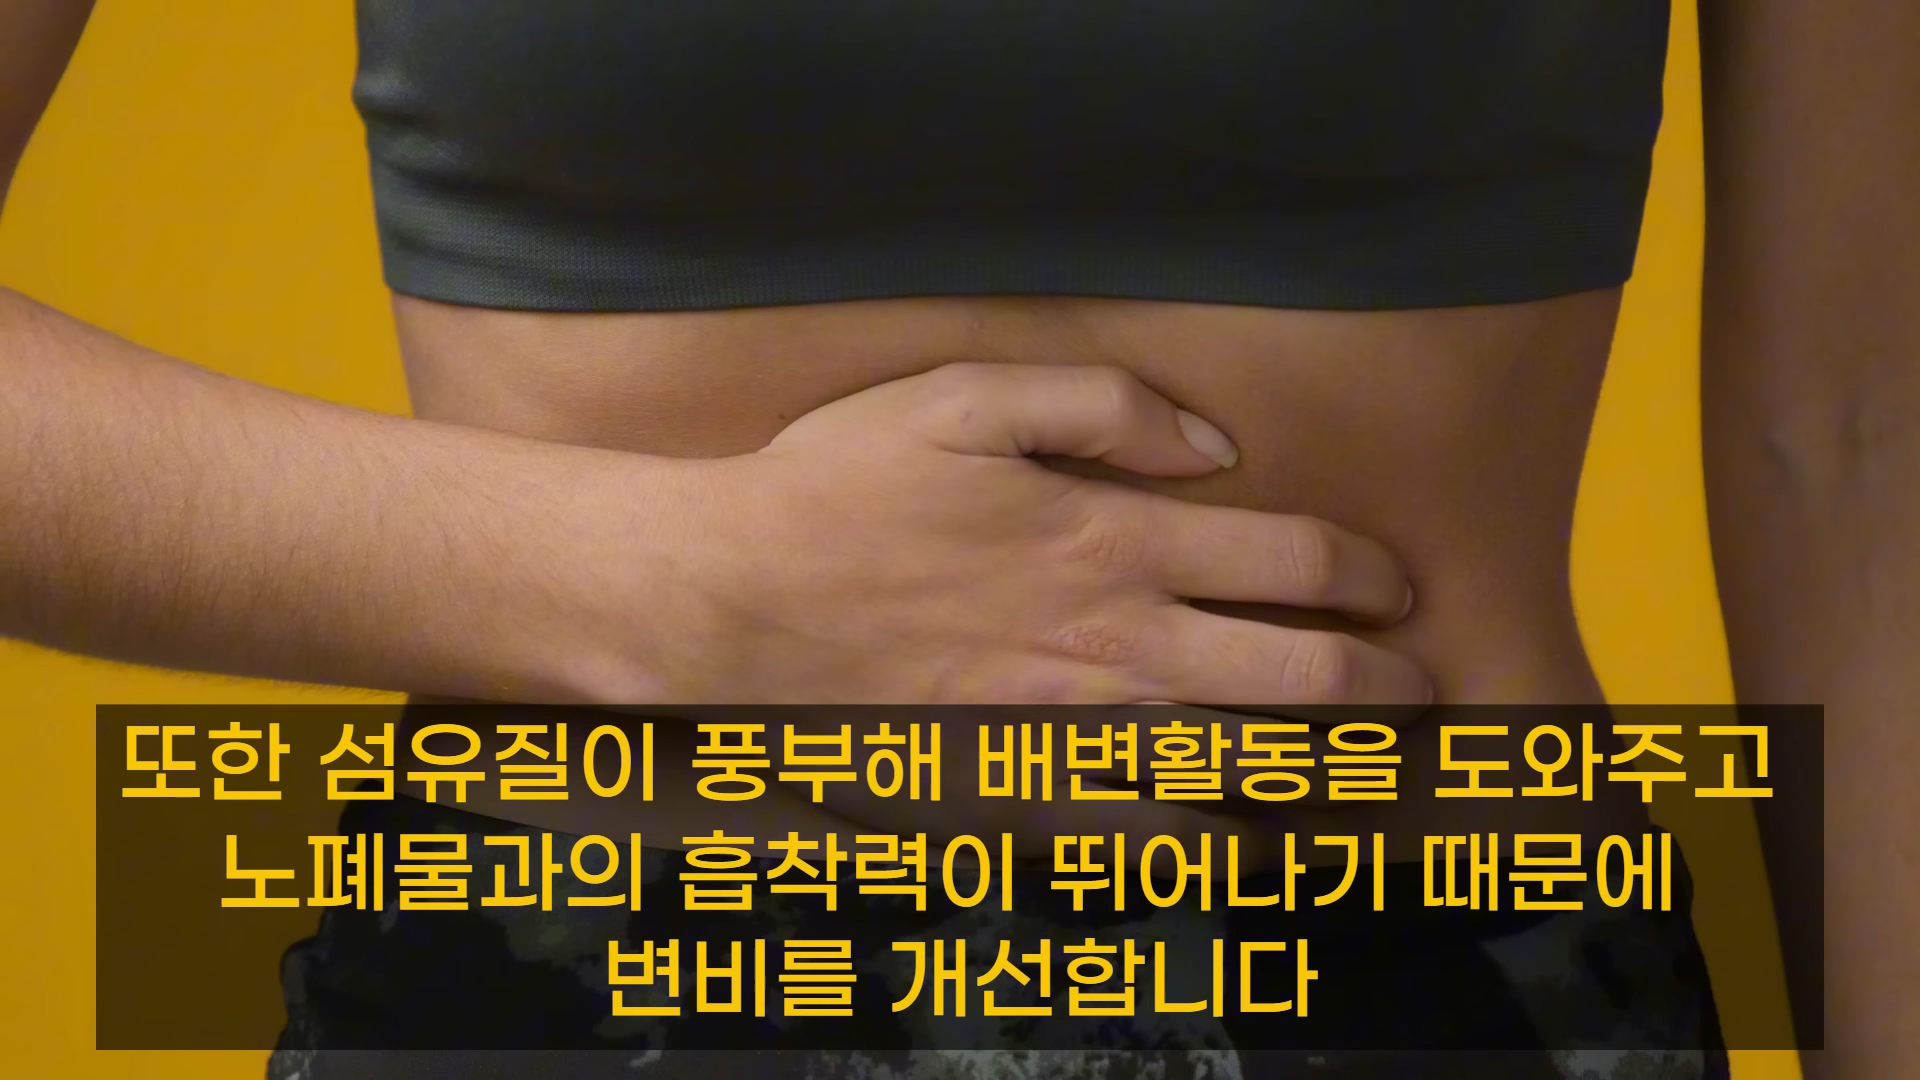 또한 섬유질이 풍부해 배변활동을 도와주고
노폐물과의 흡착력이 뛰어나기 때문에
변비를 개선합니다